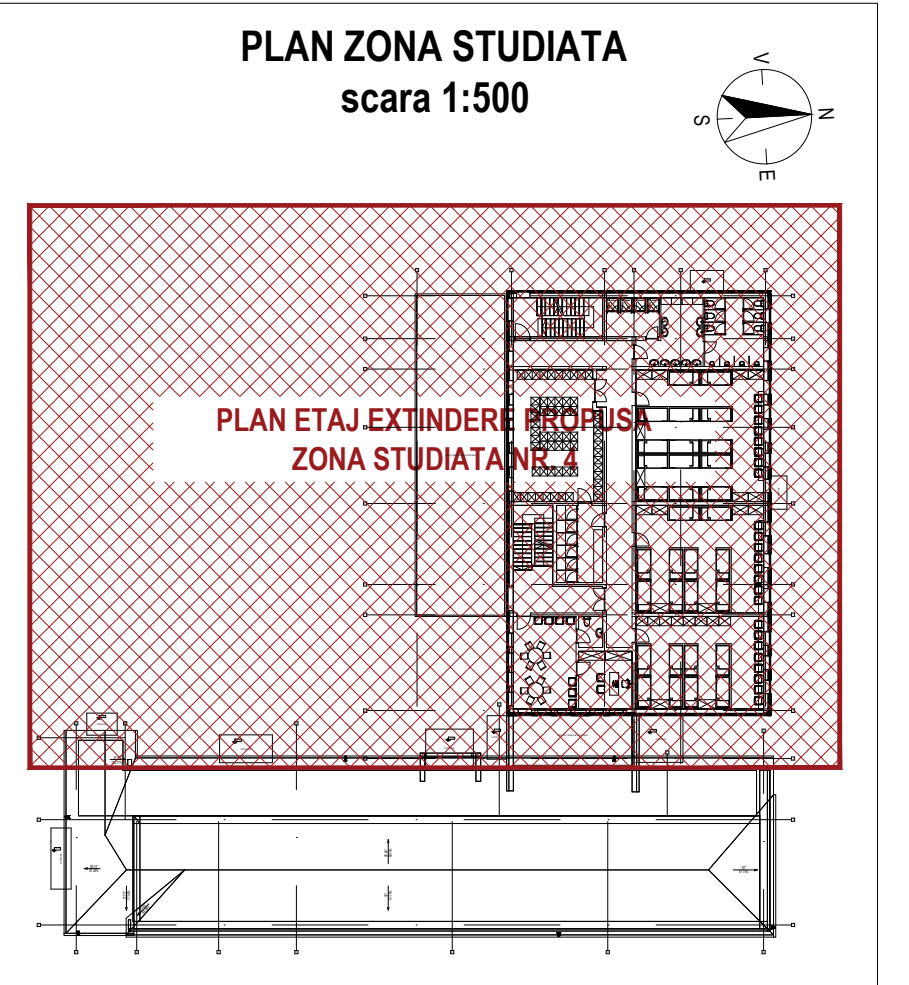 PLAN ZONA STUDIATA
scara 1:500
V
N
S
E
PLAN ETAJ EXTINDERE PROPUSA
ZONA STUDIATA NR. 4